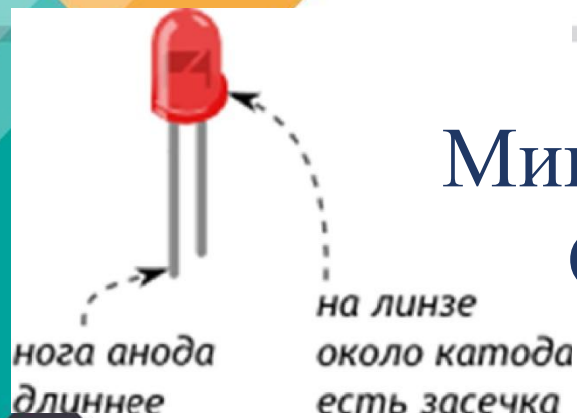 нога анода
длиннее
на линзе
около катода
есть засечка